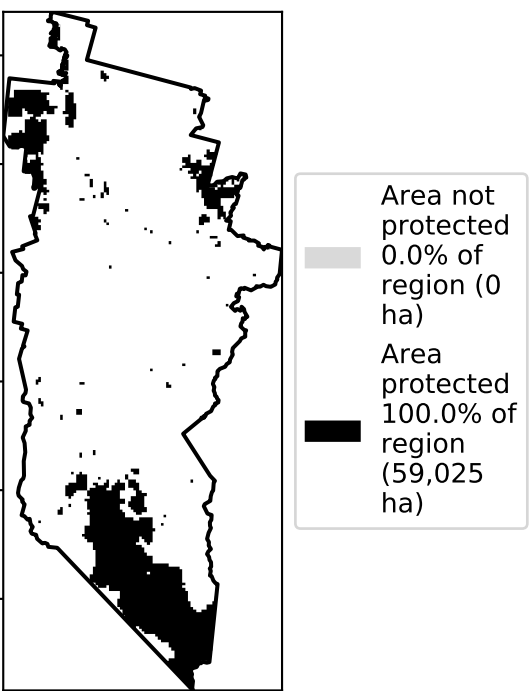 Area not
protected
0.0% of
region (0
ha)
Area
protected
100.0% of
region
(59,025
ha)